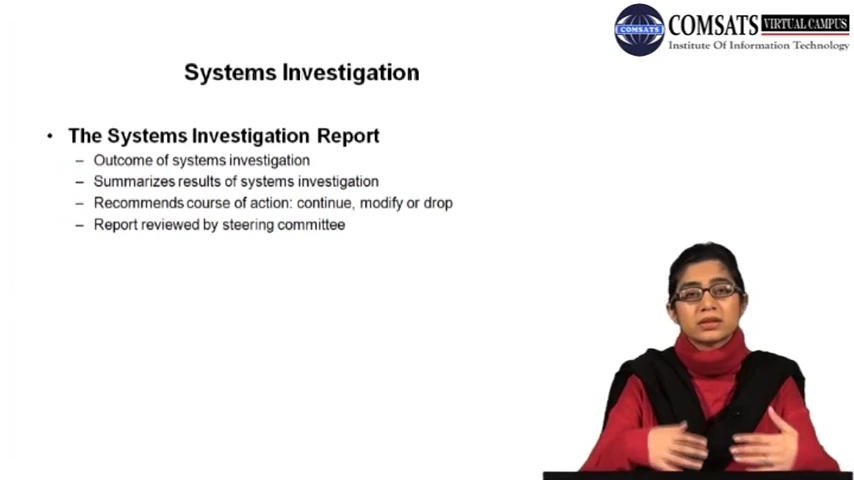 COMSATS
COMSATS VIRTUAL CAMPUS
Institute Of Information Technology
Systems Investigation
• The Systems Investigation Report
– Outcome of systems investigation
– Summarizes results of systems investigation
– Recommends course of action: continue, modify or drop
– Report reviewed by steering committee